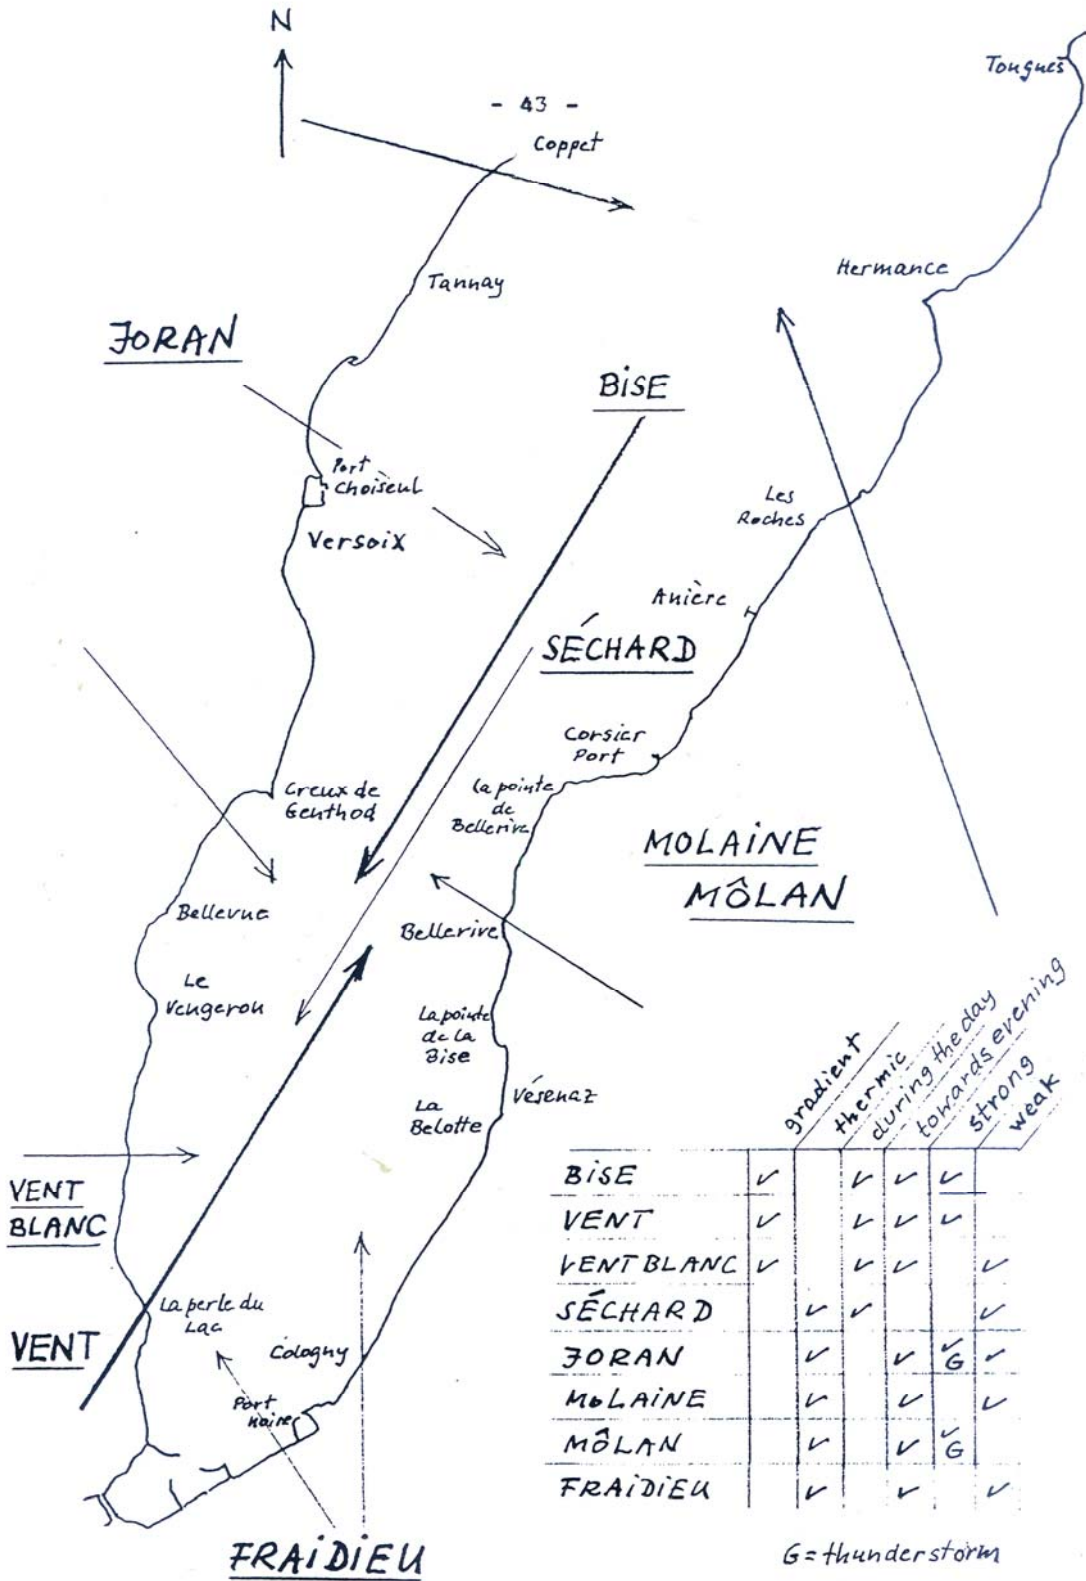 N
- 43 -
Tougues
Coppet
Hermance
Tannay
JORAN
BISE
Port
Choiseul
Les
Roches
Versoix
Anière
SÉCHARD
Corsier
Port
Creux de
Genthod
La pointe
de
Bellerive
MOLAINE
MÔLAN
Bellevue
Bellerive
Le
Vengeron
La pointe
de la
Bise
Vésenaz
La
Belotte
VENT
BLANC
La perle du
Lac
VENT
Cologny
Port
noire
FRAIDIEU
gradient
thermic
during the day
towards evening
strong
weak
BISE ✓ ✓ ✓ ✓
VENT ✓ ✓ ✓ ✓
VENT BLANC ✓ ✓ ✓ ✓
SÉCHARD ✓ ✓ ✓
JORAN ✓ ✓ ✓ G ✓
MOLAINE ✓ ✓ ✓
MÔLAN ✓ ✓ ✓ G
FRAIDIEU ✓ ✓ ✓
G = thunderstorm